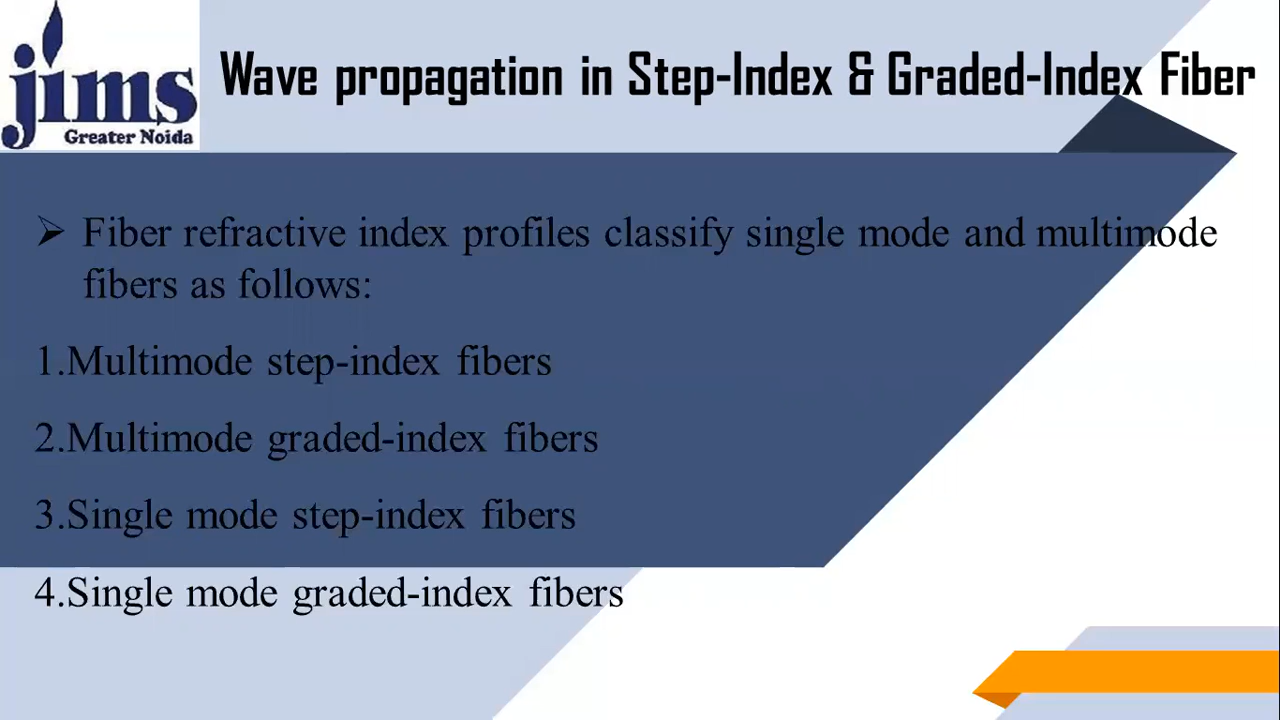 jims
Greater Noida
Wave propagation in Step-Index & Graded-Index Fiber
➢ Fiber refractive index profiles classify single mode and multimode
fibers as follows:
1.Multimode step-index fibers
2.Multimode graded-index fibers
3.Single mode step-index fibers
4.Single mode graded-index fibers